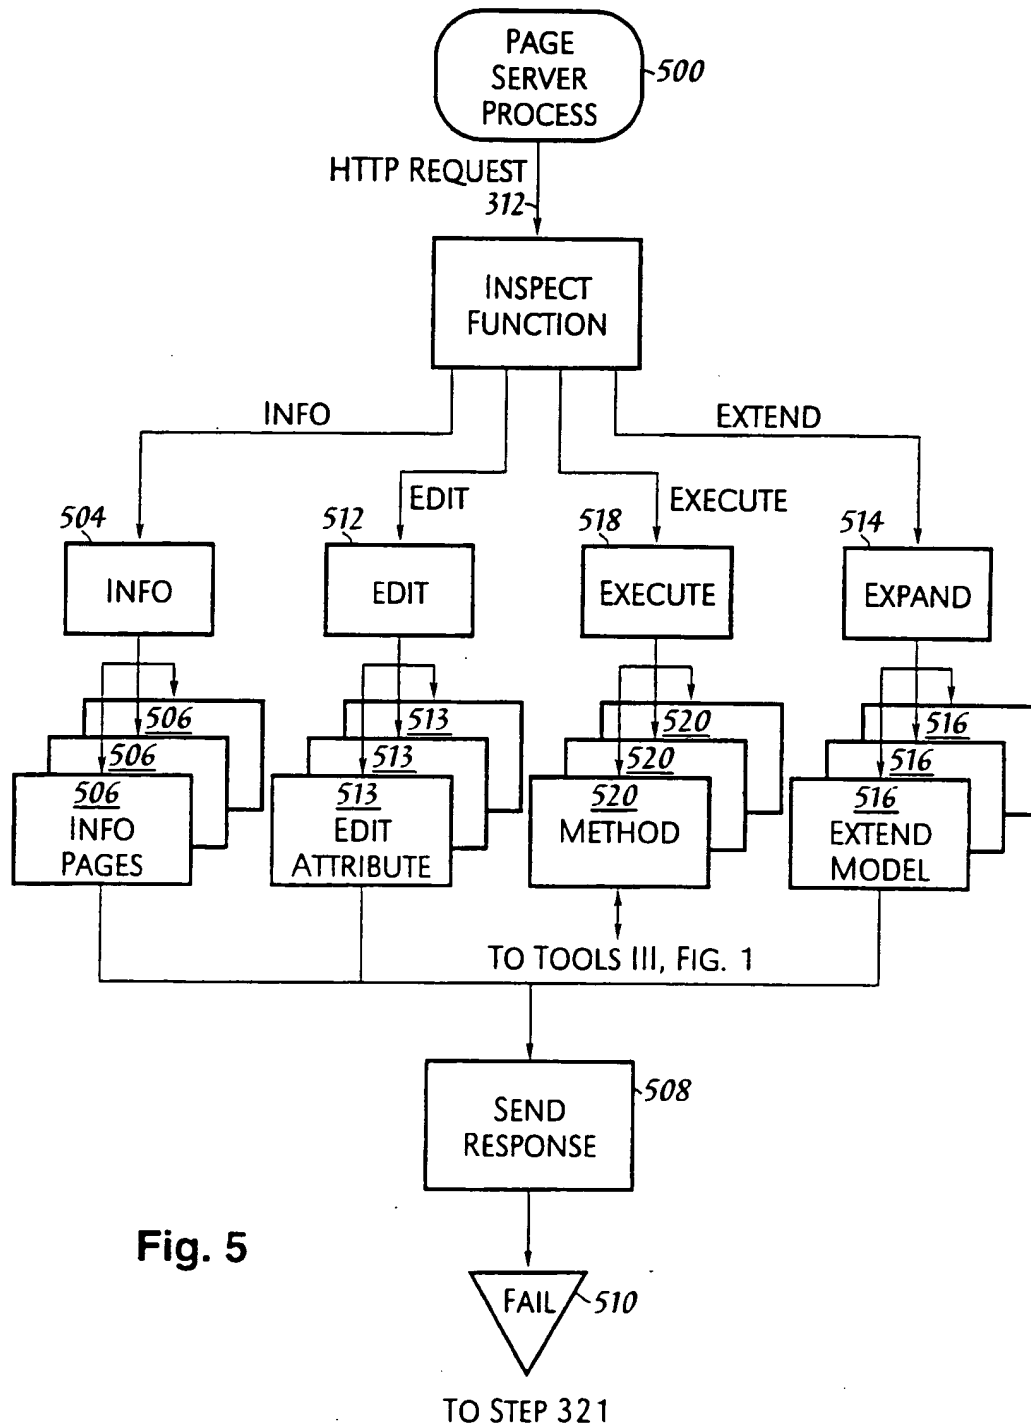 PAGE
SERVER
PROCESS
500
HTTP REQUEST
312
INSPECT
FUNCTION
INFO
EXTEND
EDIT
EXECUTE
504
512
518
514
INFO
EDIT
EXECUTE
EXPAND
506
513
520
516
506
513
520
516
506
INFO
PAGES
513
EDIT
ATTRIBUTE
520
METHOD
516
EXTEND
MODEL
TO TOOLS III, FIG. 1
508
SEND
RESPONSE
Fig. 5
FAIL
510
TO STEP 321